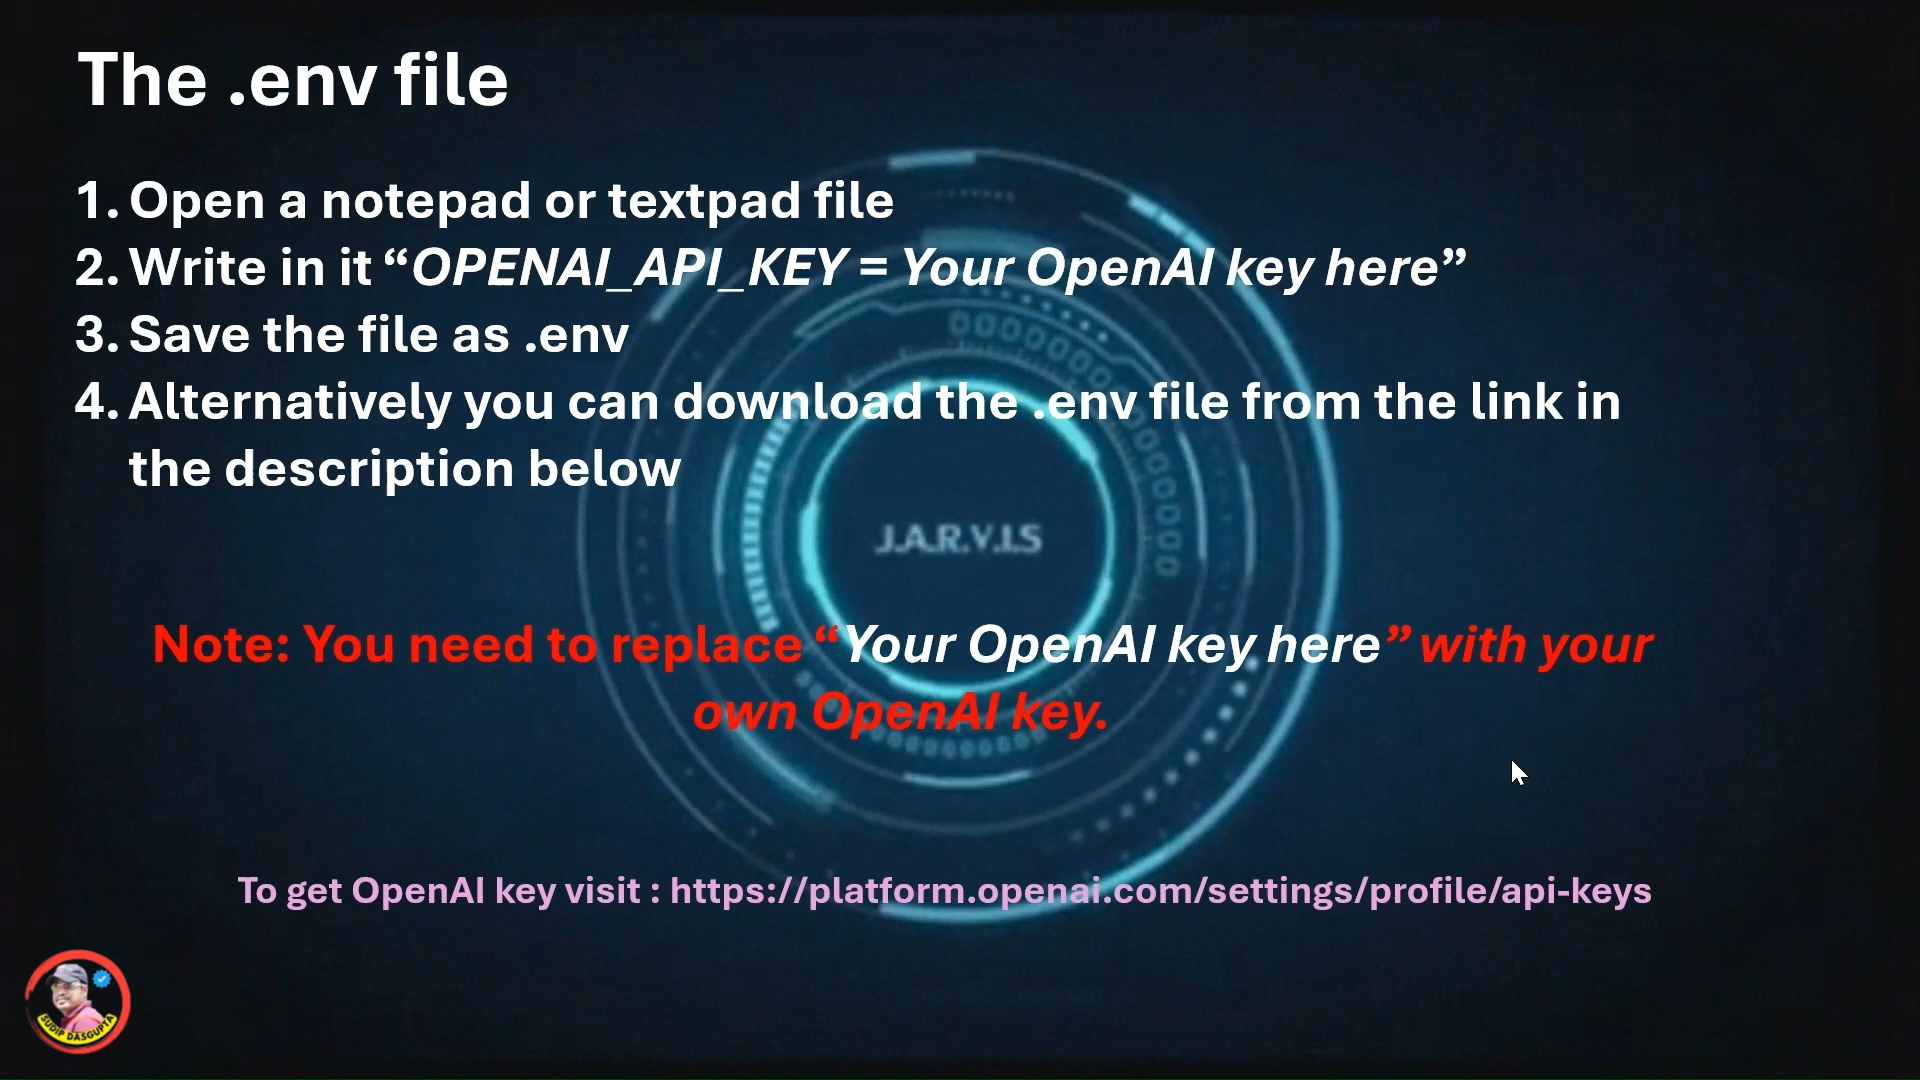 The .env file
1. Open a notepad or textpad file
2. Write in it “OPENAI_API_KEY = Your OpenAI key here”
3. Save the file as .env
4. Alternatively you can download the .env file from the link in
the description below
J.A.R.V.I.S
Note: You need to replace “Your OpenAI key here” with your
own OpenAI key.
To get OpenAI key visit : https://platform.openai.com/settings/profile/api-keys
SUDIP DASGUPTA